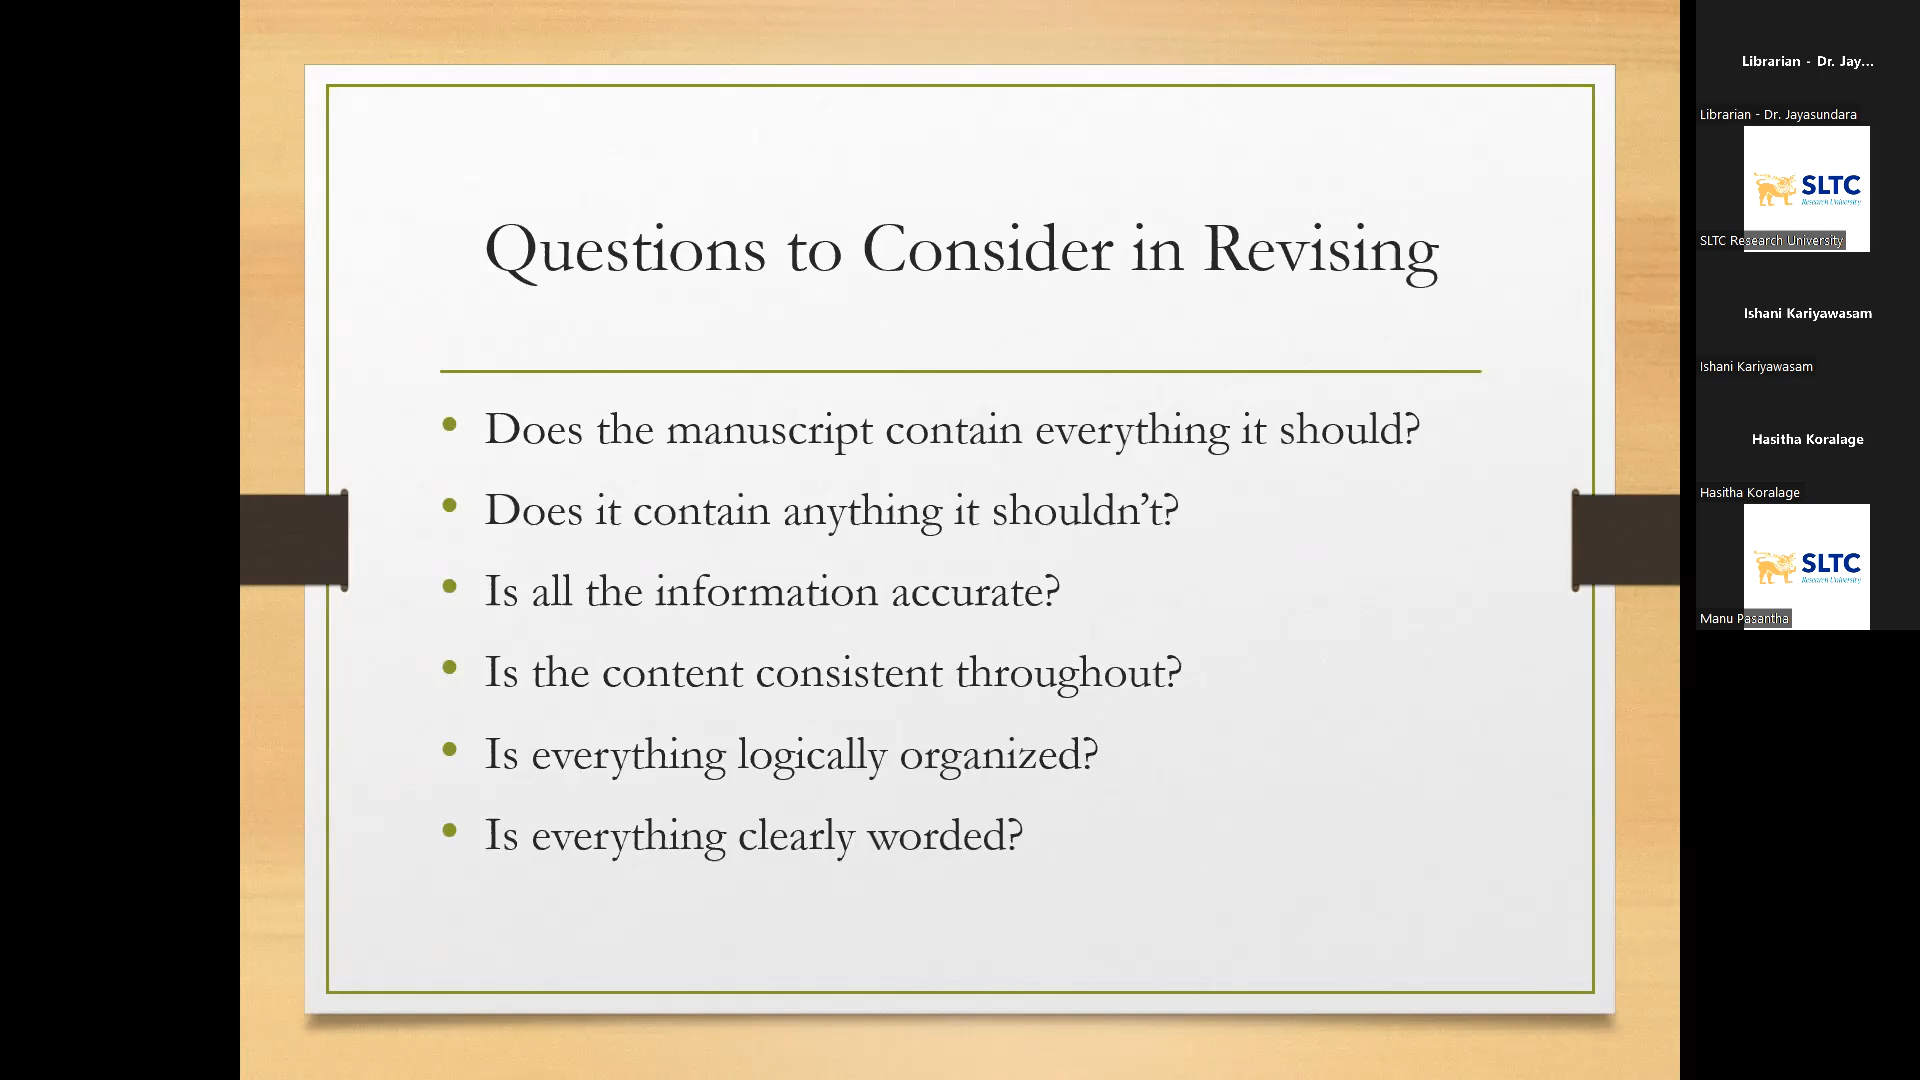 Questions to Consider in Revising
• Does the manuscript contain everything it should?
• Does it contain anything it shouldn’t?
• Is all the information accurate?
• Is the content consistent throughout?
• Is everything logically organized?
• Is everything clearly worded?
Librarian - Dr. Jay...
Librarian - Dr. Jayasundara
SLTC
Research University
SLTC Research University
Ishani Kariyawasam
Ishani Kariyawasam
Hasitha Koralage
Hasitha Koralage
SLTC
Research University
Manu Pasantha